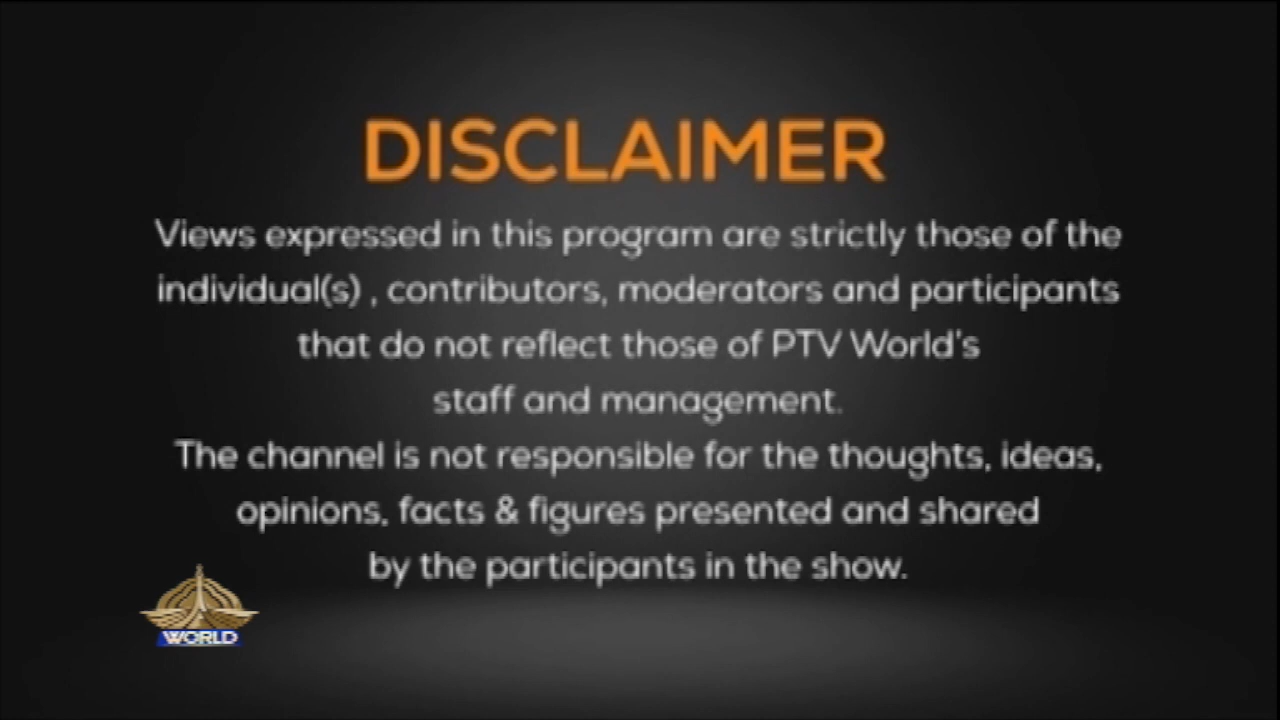 DISCLAIMER
Views expressed in this program are strictly those of the
individual(s) , contributors, moderators and participants
that do not reflect those of PTV World's
staff and management.
The channel is not responsible for the thoughts, ideas,
opinions, facts & figures presented and shared
by the participants in the show.
WORLD